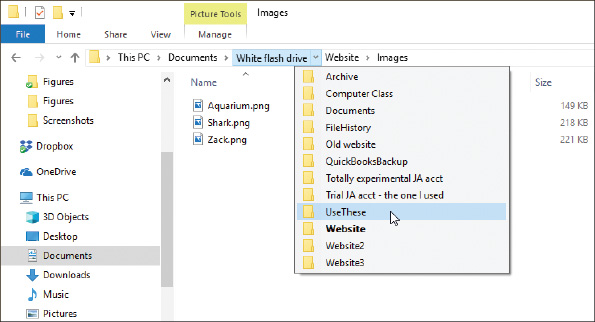 Picture Tools Images
File Home Share View Manage
This PC Documents White flash drive Website Images
Name Size
Figures
Figures
Screenshots
Dropbox
OneDrive
This PC
3D Objects
Desktop
Documents
Downloads
Music
Pictures
Aquarium.png 149 KB
Shark.png 218 KB
Zack.png 221 KB
Archive
Computer Class
Documents
FileHistory
Old website
QuickBooksBackup
Totally experimental JA acct
Trial JA acct - the one I used
UseThese
Website
Website2
Website3